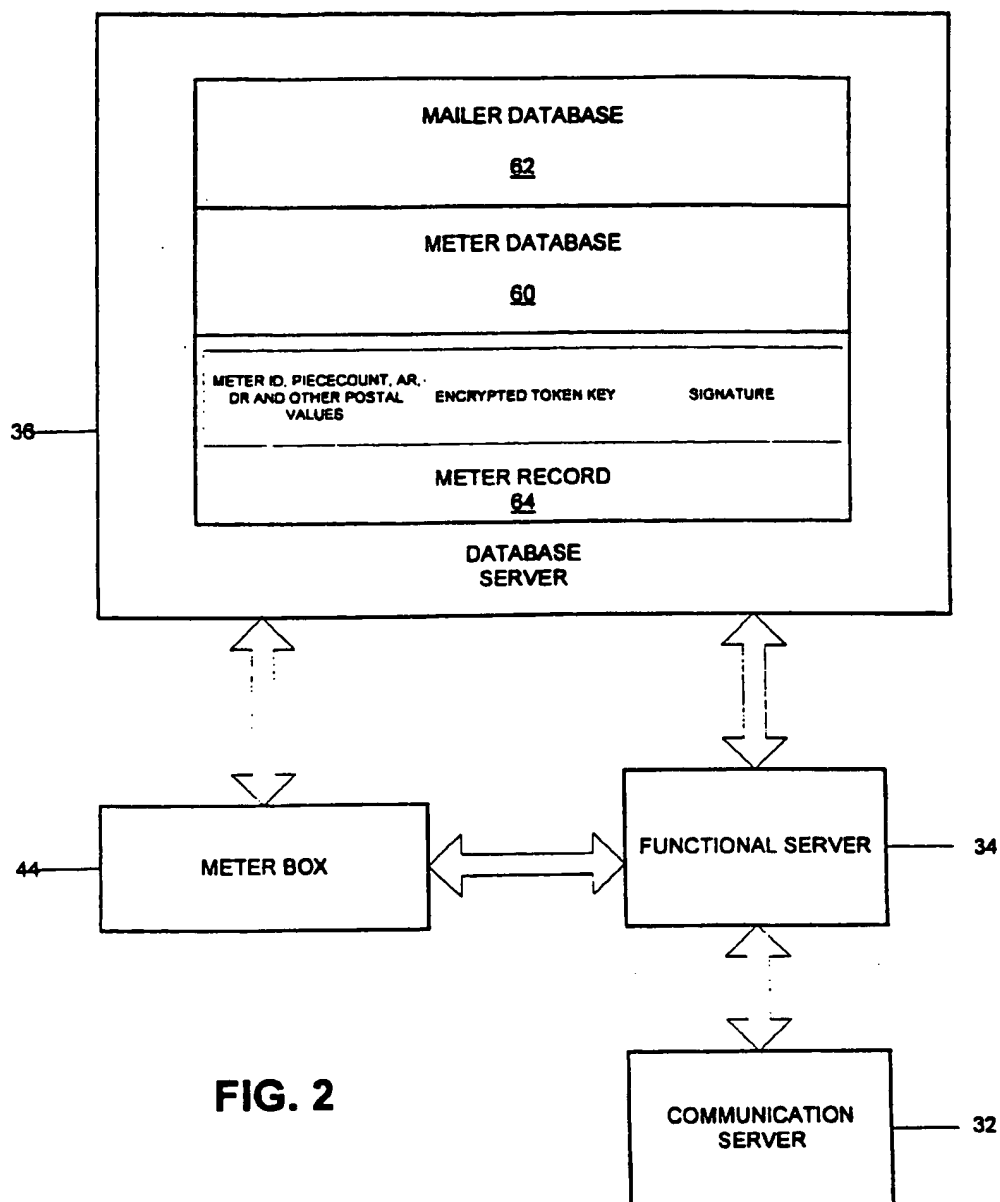 MAILER DATABASE
62
METER DATABASE
60
METER ID, PIECECOUNT, AR,
DR AND OTHER POSTAL
VALUES
ENCRYPTED TOKEN KEY
SIGNATURE
METER RECORD
64
36
DATABASE
SERVER
44
METER BOX
FUNCTIONAL SERVER
34
FIG. 2
COMMUNICATION
SERVER
32